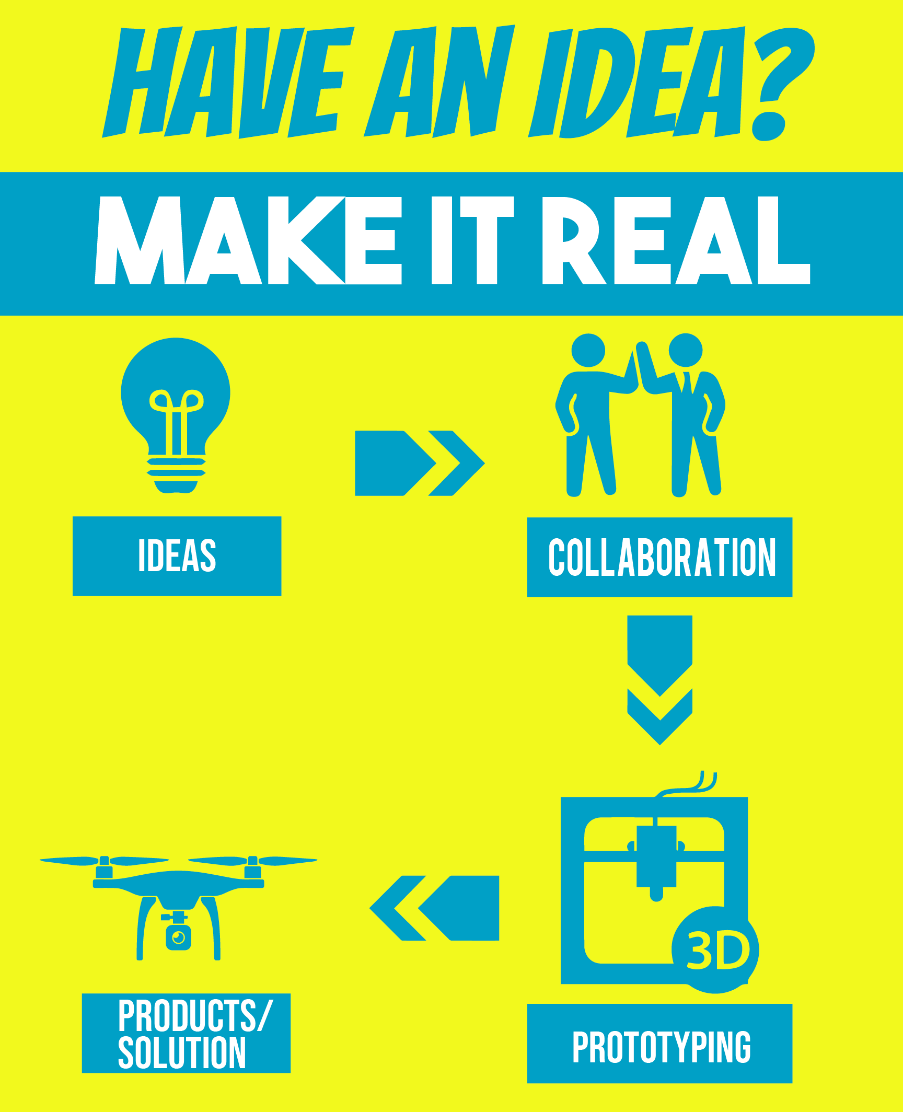 HAVE AN IDEA?
MAKE IT REAL
IDEAS
COLLABORATION
3D
PROTOTYPING
PRODUCTS/
SOLUTION